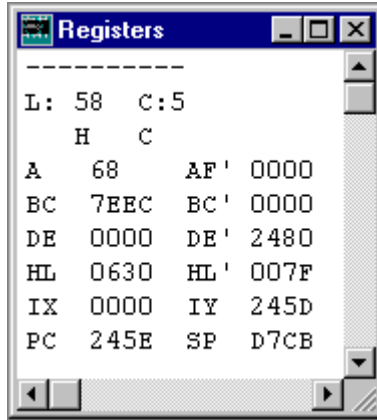 Registers
----------
L: 58 C:5
H C
A 68 AF' 0000
BC 7EEC BC' 0000
DE 0000 DE' 2480
HL 0630 HL' 007F
IX 0000 IY 245D
PC 245E SP D7CB